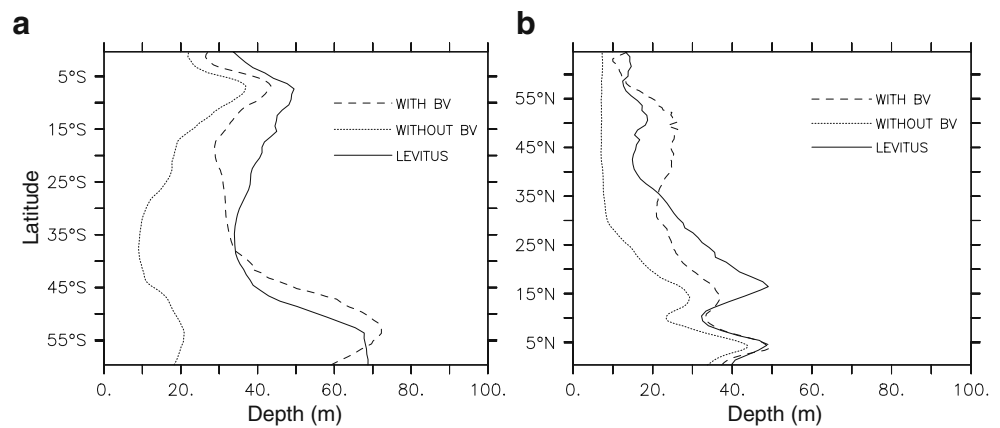 a
5°S
15°S
25°S
35°S
45°S
55°S
Latitude
WITH BV
WITHOUT BV
LEVITUS
0. 20. 40. 60. 80. 100.
Depth (m)
b
55°N
45°N
35°N
25°N
15°N
5°N
WITH BV
WITHOUT BV
LEVITUS
0. 20. 40. 60. 80. 100.
Depth (m)